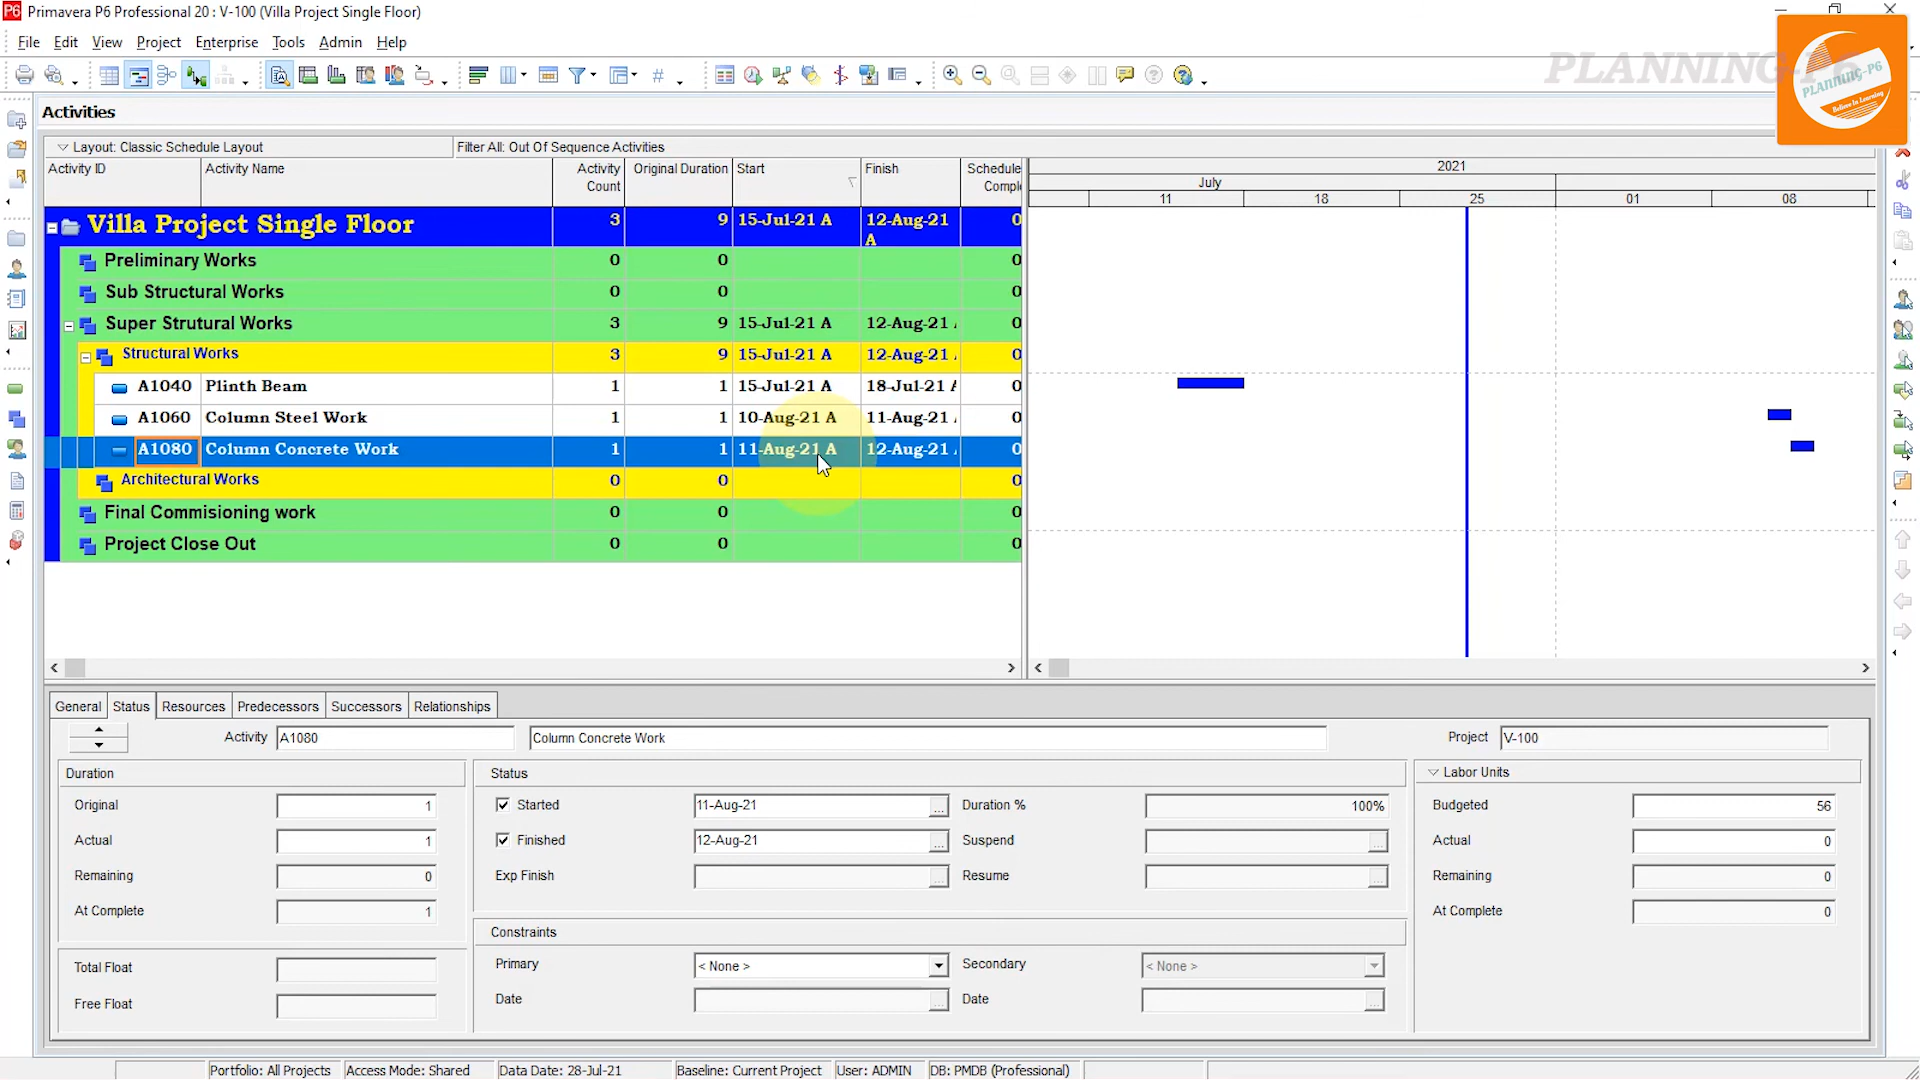 Primavera P6 Professional 20 : V-100 (Villa Project Single Floor)
File Edit View Project Enterprise Tools Admin Help
PLANNING-P6
PLANNING-P6
Believe In Learning
Activities
Layout: Classic Schedule Layout Filter All: Out Of Sequence Activities
Activity ID Activity Name Activity Count Original Duration Start Finish Schedule Comple
2021
July
11 18 25 01 08
Villa Project Single Floor 3 9 15-Jul-21 A 12-Aug-21 A 0
Preliminary Works 0 0 0
Sub Structural Works 0 0 0
Super Strutural Works 3 9 15-Jul-21 A 12-Aug-21 0
Structural Works 3 9 15-Jul-21 A 12-Aug-21 0
A1040 Plinth Beam 1 1 15-Jul-21 A 18-Jul-21 A 0
A1060 Column Steel Work 1 1 10-Aug-21 A 11-Aug-21 0
A1080 Column Concrete Work 1 1 11-Aug-21 A 12-Aug-21 0
Architectural Works 0 0 0
Final Commisioning work 0 0 0
Project Close Out 0 0 0
General Status Resources Predecessors Successors Relationships
Activity A1080 Column Concrete Work Project V-100
Duration Status Labor Units
Original 1 Started 11-Aug-21 Duration % 100% Budgeted 56
Actual 1 Finished 12-Aug-21 Suspend Actual 0
Remaining 0 Exp Finish Resume Remaining 0
At Complete 1 At Complete 0
Constraints
Total Float Primary < None > Secondary < None >
Free Float Date Date
Portfolio: All Projects Access Mode: Shared Data Date: 28-Jul-21 Baseline: Current Project User: ADMIN DB: PMDB (Professional)